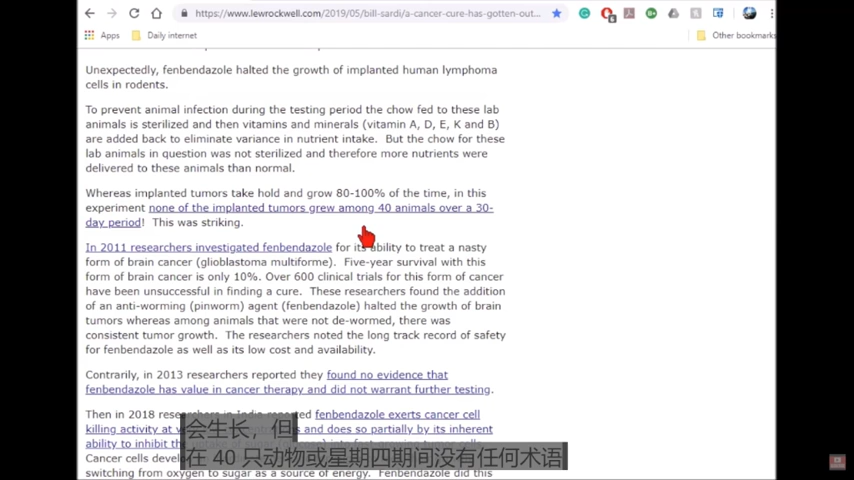 https://www.lewrockwell.com/2019/05/bill-sardi/a-cancer-cure-has-gotten-out...
Apps Daily internet Other bookmarks
Unexpectedly, fenbendazole halted the growth of implanted human lymphoma
cells in rodents.
To prevent animal infection during the testing period the chow fed to these lab
animals is sterilized and then vitamins and minerals (vitamin A, D, E, K and B)
are added back to eliminate variance in nutrient intake. But the chow for these
lab animals in question was not sterilized and therefore more nutrients were
delivered to these animals than normal.
Whereas implanted tumors take hold and grow 80-100% of the time, in this
experiment none of the implanted tumors grew among 40 animals over a 30-
day period! This was striking.
In 2011 researchers investigated fenbendazole for its ability to treat a nasty
form of brain cancer (glioblastoma multiforme). Five-year survival with this
form of brain cancer is only 10%. Over 600 clinical trials for this form of cancer
have been unsuccessful in finding a cure. These researchers found the addition
of an anti-worming (pinworm) agent (fenbendazole) halted the growth of brain
tumors whereas among animals that were not de-wormed, there was
consistent tumor growth. The researchers noted the long track record of safety
for fenbendazole as well as its low cost and availability.
Contrarily, in 2013 researchers reported they found no evidence that
fenbendazole has value in cancer therapy and did not warrant further testing.
Then in 2018 researchers in India reported fenbendazole exerts cancer cell
killing activity at and does so partially by its inherent
ability to inhibit
Cancer cells
switching from oxygen to sugar as a source of energy. Fenbendazole did this
会生长，但
在 40 只动物或星期四期间没有任何术语